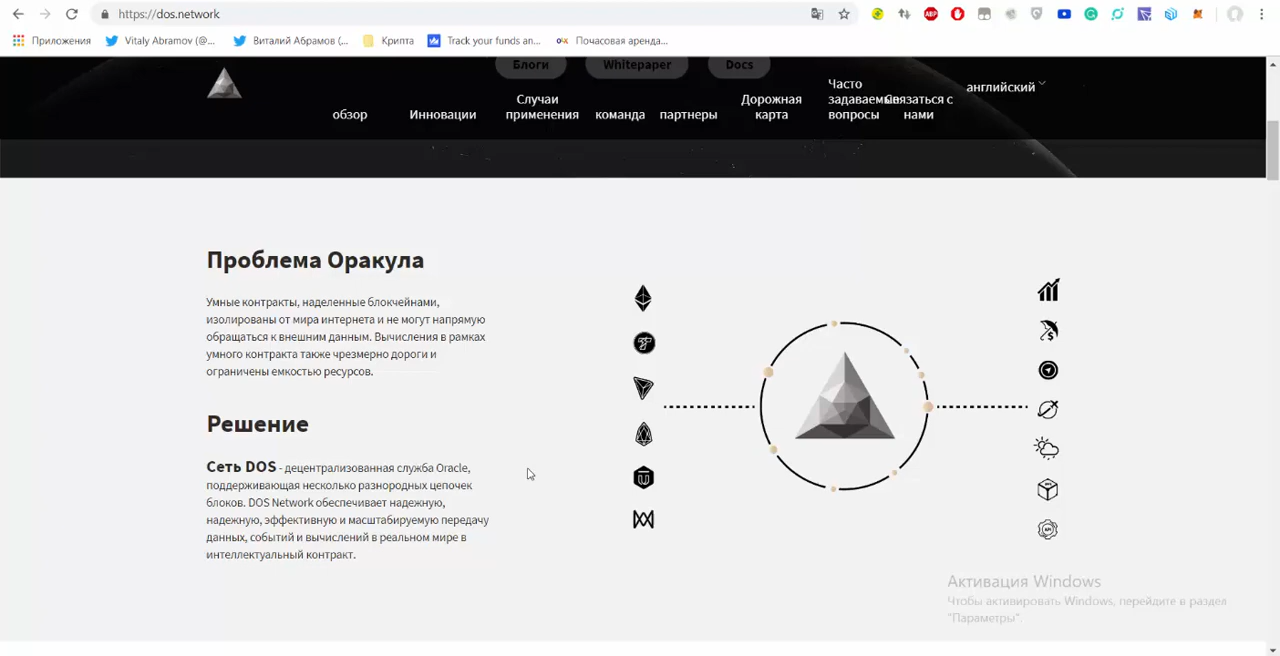 https://dos.network
Приложения
Vitaly Abramov (@...
Виталий Абрамов (...
Крипта
Track your funds an...
Почасовая аренда...
Блоги
Whitepaper
Docs
обзор
Инновации
Случаи
применения
команда
партнеры
Дорожная
карта
Часто
задаваемые
вопросы
Связаться с
нами
английский
Проблема Оракула
Умные контракты, наделенные блокчейнами,
изолированы от мира интернета и не могут напрямую
обращаться к внешним данным. Вычисления в рамках
умного контракта также чрезмерно дороги и
ограничены емкостью ресурсов.
Решение
Сеть DOS - децентрализованная служба Oracle,
поддерживающая несколько разнородных цепочек
блоков. DOS Network обеспечивает надежную,
надежную, эффективную и масштабируемую передачу
данных, событий и вычислений в реальном мире в
интеллектуальный контракт.
Активация Windows
Чтобы активировать Windows, перейдите в раздел
"Параметры".